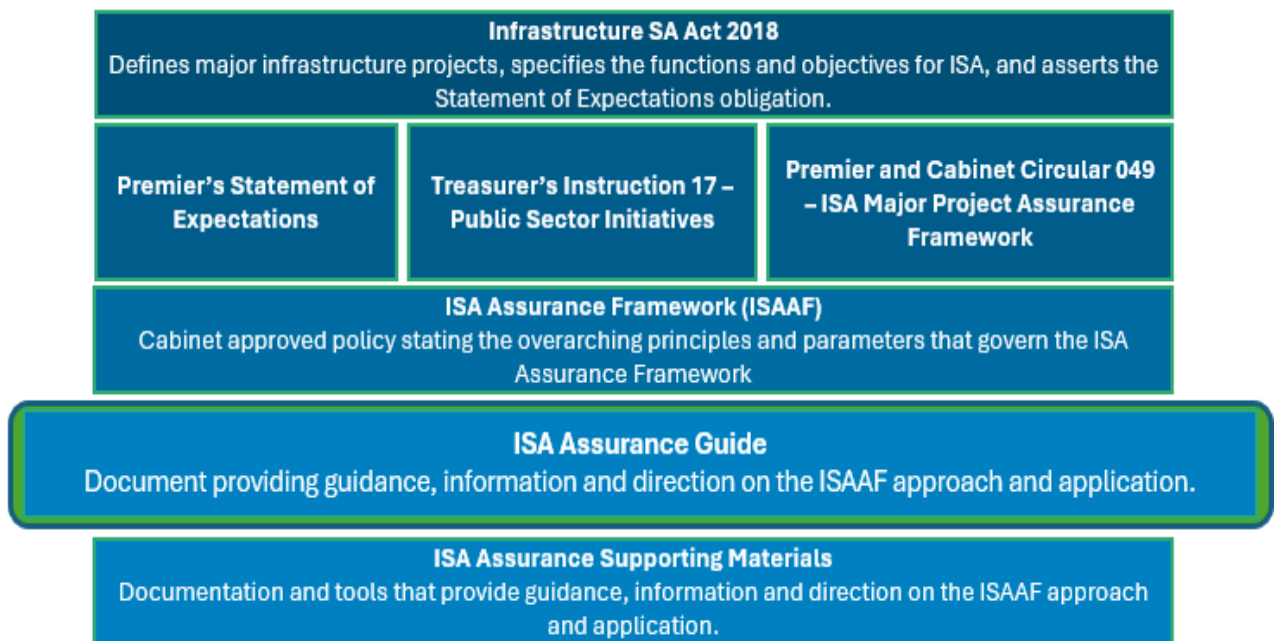 Infrastructure SA Act 2018
Defines major infrastructure projects, specifies the functions and objectives for ISA, and asserts the
Statement of Expectations obligation.
Premier’s Statement of
Expectations
Treasurer’s Instruction 17 –
Public Sector Initiatives
Premier and Cabinet Circular 049
– ISA Major Project Assurance
Framework
ISA Assurance Framework (ISAAF)
Cabinet approved policy stating the overarching principles and parameters that govern the ISA
Assurance Framework
ISA Assurance Guide
Document providing guidance, information and direction on the ISAAF approach and application.
ISA Assurance Supporting Materials
Documentation and tools that provide guidance, information and direction on the ISAAF approach
and application.